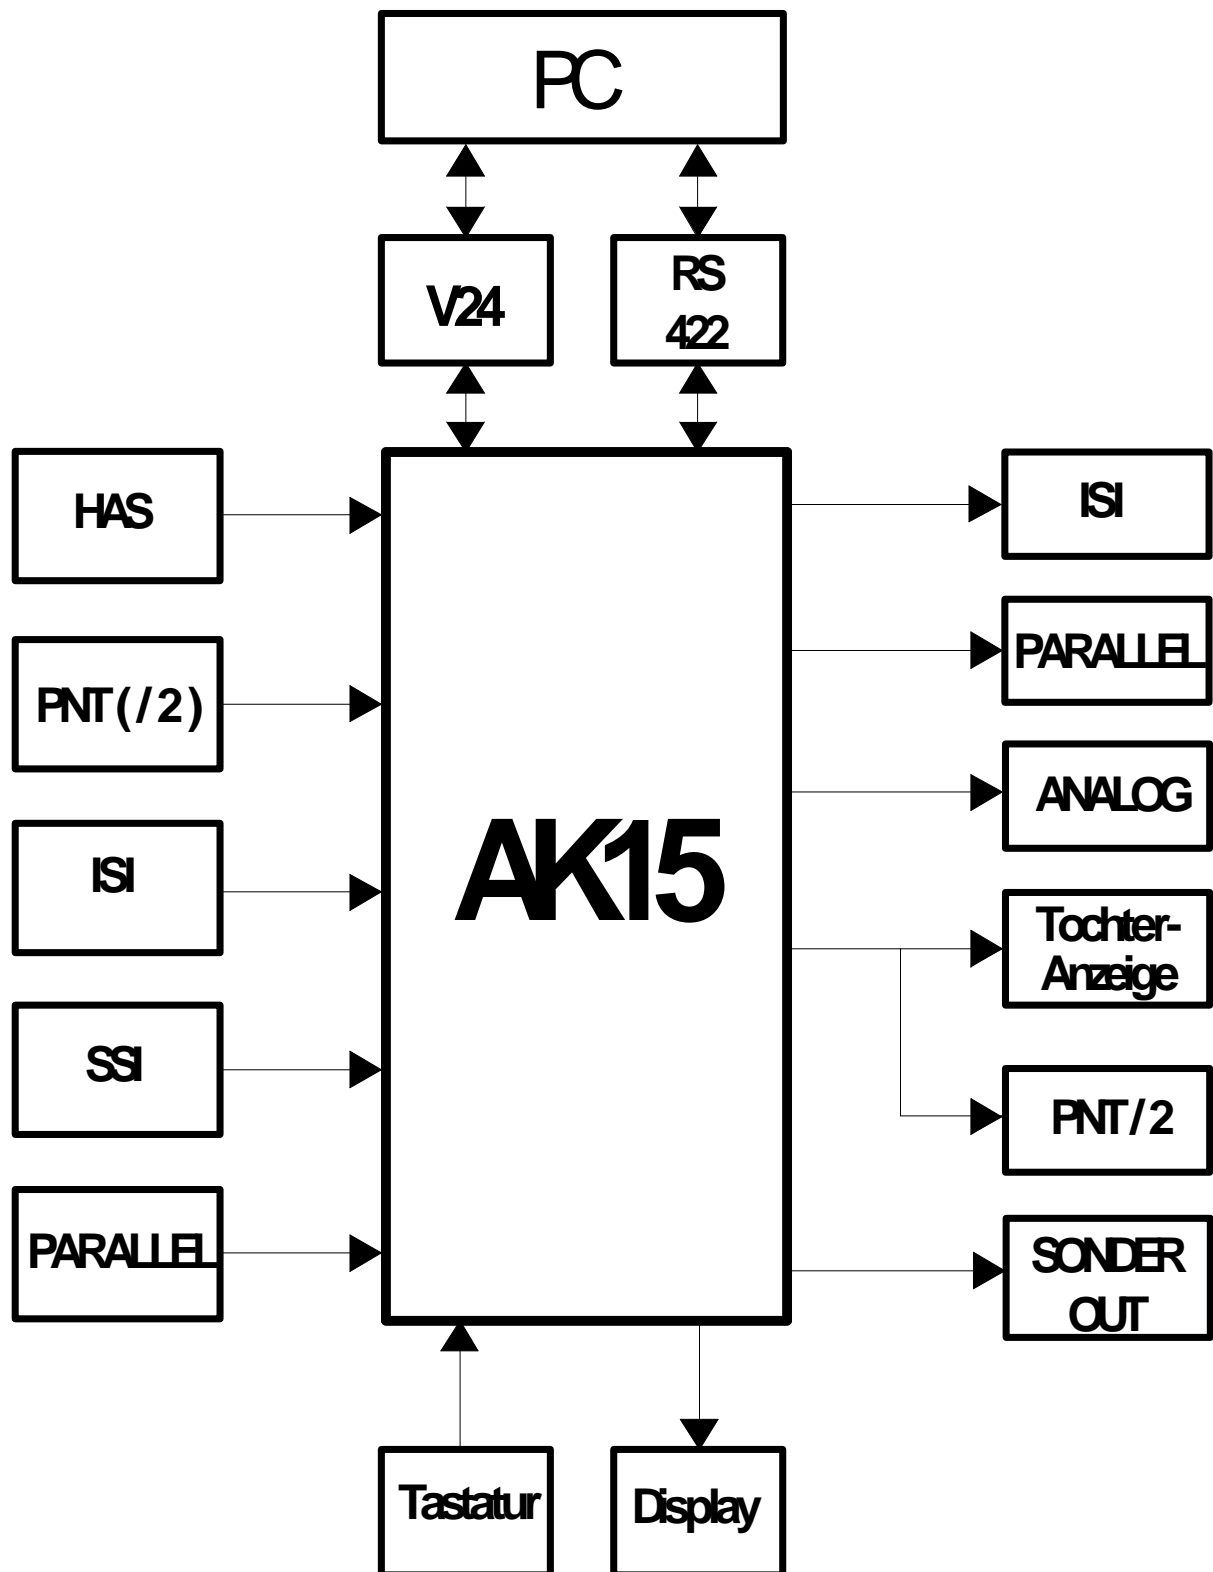 PC
V24
RS
422
HAS
PNT(/2)
ISI
SSI
PARALLEL
AK15
ISI
PARALLEL
ANALOG
Tochter-
Anzeige
PNT/2
SONDER
OUT
Tastatur
Display